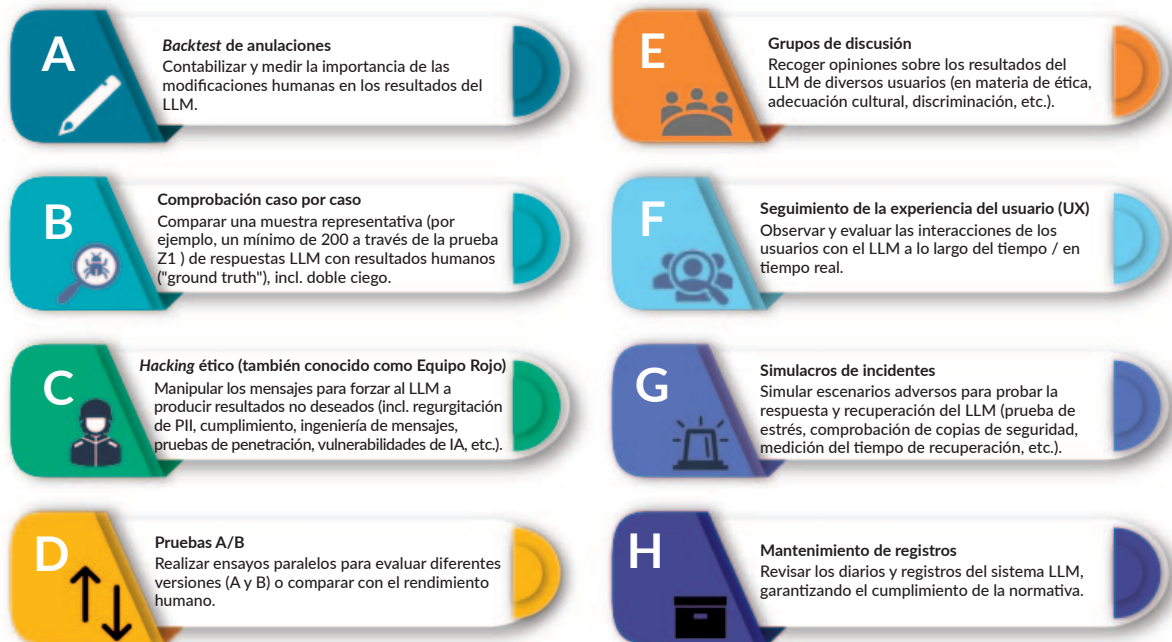 A
Backtest de anulaciones
Contabilizar y medir la importancia de las
modificaciones humanas en los resultados del
LLM.
B
Comprobación caso por caso
Comparar una muestra representativa (por
ejemplo, un mínimo de 200 a través de la prueba
Z1 ) de respuestas LLM con resultados humanos
("ground truth"), incl. doble ciego.
C
Hacking ético (también conocido como Equipo Rojo)
Manipular los mensajes para forzar al LLM a
producir resultados no deseados (incl. regurgitación
de PII, cumplimiento, ingeniería de mensajes,
pruebas de penetración, vulnerabilidades de IA, etc.).
D
Pruebas A/B
Realizar ensayos paralelos para evaluar diferentes
versiones (A y B) o comparar con el rendimiento
humano.
E
Grupos de discusión
Recoger opiniones sobre los resultados del
LLM de diversos usuarios (en materia de ética,
adecuación cultural, discriminación, etc.).
F
Seguimiento de la experiencia del usuario (UX)
Observar y evaluar las interacciones de los
usuarios con el LLM a lo largo del tiempo / en
tiempo real.
G
Simulacros de incidentes
Simular escenarios adversos para probar la
respuesta y recuperación del LLM (prueba de
estrés, comprobación de copias de seguridad,
medición del tiempo de recuperación, etc.).
H
Mantenimiento de registros
Revisar los diarios y registros del sistema LLM,
garantizando el cumplimiento de la normativa.